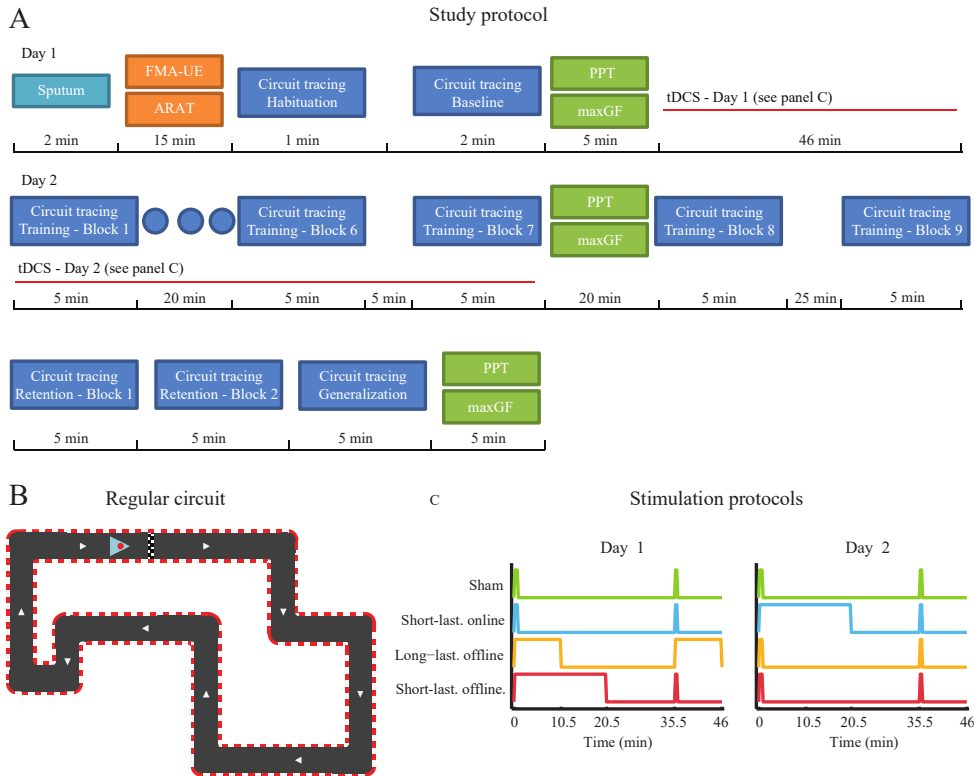 A
Study protocol
Day 1
Sputum
FMA-UE
ARAT
Circuit tracing
Habituation
Circuit tracing
Baseline
PPT
maxGF
tDCS - Day 1 (see panel C)
2 min
15 min
1 min
2 min
5 min
46 min
Day 2
Circuit tracing
Training - Block 1
Circuit tracing
Training - Block 6
Circuit tracing
Training - Block 7
PPT
maxGF
Circuit tracing
Training - Block 8
Circuit tracing
Training - Block 9
tDCS - Day 2 (see panel C)
5 min
20 min
5 min
5 min
5 min
20 min
5 min
25 min
5 min
Circuit tracing
Retention - Block 1
Circuit tracing
Retention - Block 2
Circuit tracing
Generalization
PPT
maxGF
5 min
5 min
5 min
5 min
B
Regular circuit
C
Stimulation protocols
Day 1
Day 2
Sham
Short-last. online
Long-last. offline
Short-last. offline.
0 10.5 20.5 35.5 46
Time (min)
0 10.5 20.5 35.5 46
Time (min)